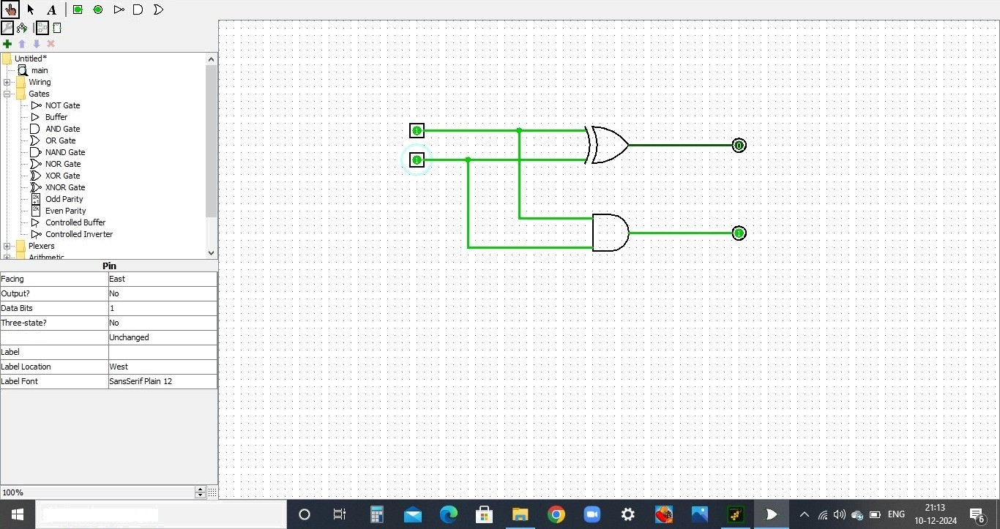 A
Untitled*
main
Wiring
Gates
NOT Gate
Buffer
AND Gate
OR Gate
NAND Gate
NOR Gate
XOR Gate
XNOR Gate
Odd Parity
Even Parity
Controlled Buffer
Controlled Inverter
Plexers
Arithmetic
Pin
Facing East
Output? No
Data Bits 1
Three-state? No
Unchanged
Label
Label Location West
Label Font SansSerif Plain 12
100%
1
1
0
1
ENG
21:13
10-12-2024
6